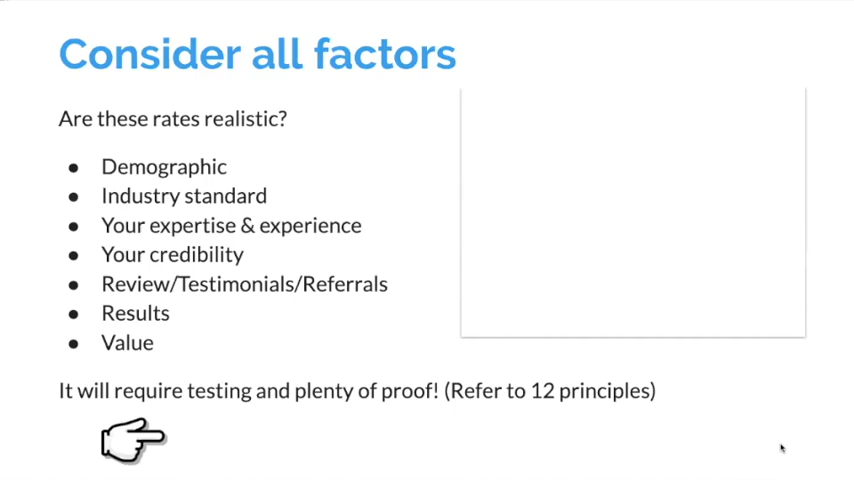 Consider all factors
Are these rates realistic?
● Demographic
● Industry standard
● Your expertise & experience
● Your credibility
● Review/Testimonials/Referrals
● Results
● Value
It will require testing and plenty of proof! (Refer to 12 principles)